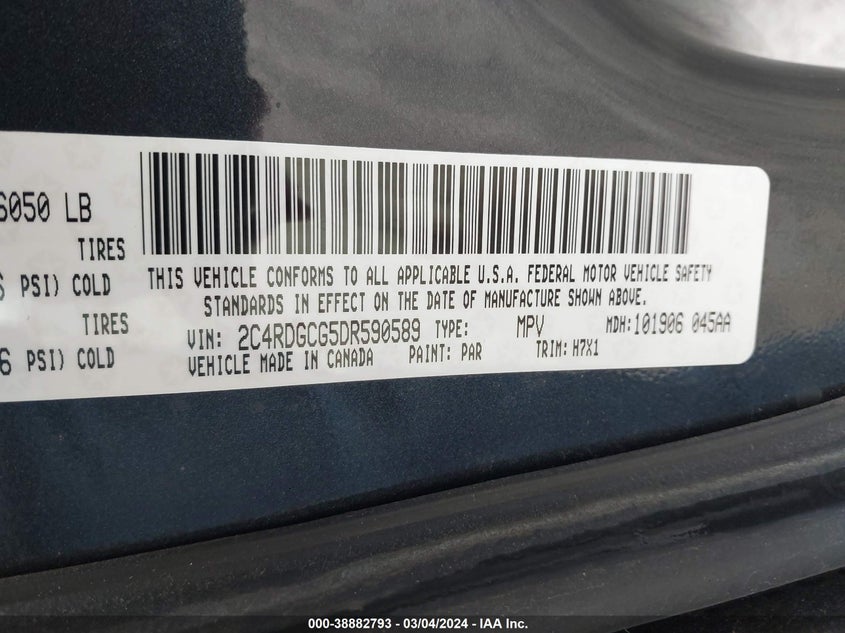 6050 LB
TIRES
PSI) COLD
TIRES
6 PSI) COLD
THIS VEHICLE CONFORMS TO ALL APPLICABLE U.S.A. FEDERAL MOTOR VEHICLE SAFETY
STANDARDS IN EFFECT ON THE DATE OF MANUFACTURE SHOWN ABOVE.
VIN: 2C4RDGCG5DR590589 TYPE: MPV MDH:101906 045AA
VEHICLE MADE IN CANADA PAINT: PAR TRIM: H7X1
000-38882793 — 03/04/2024 — IAA Inc.